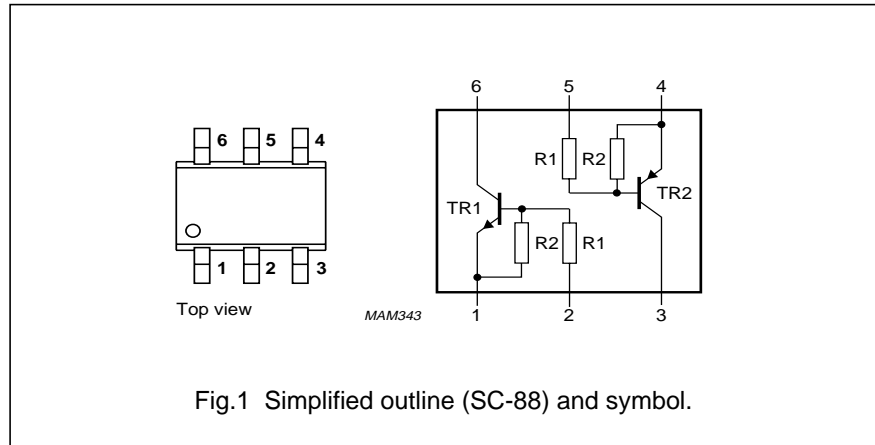 6 5 4
6 5 4
R1 R2
TR1 TR2
R2 R1
1 2 3
Top view
MAM343
1 2 3
Fig.1 Simplified outline (SC-88) and symbol.